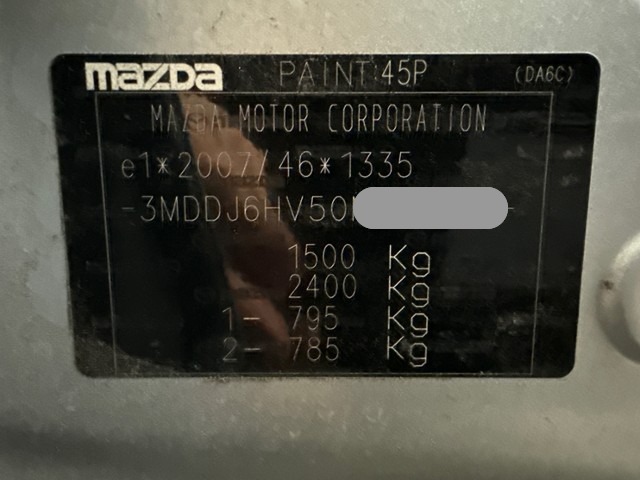 mazda PAINT:45P (DA6C)
MAZDA MOTOR CORPORATION
e1*2007/46*1335
-3MDDJ6HV50 -
1500 Kg
2400 Kg
1- 795 Kg
2- 785 Kg